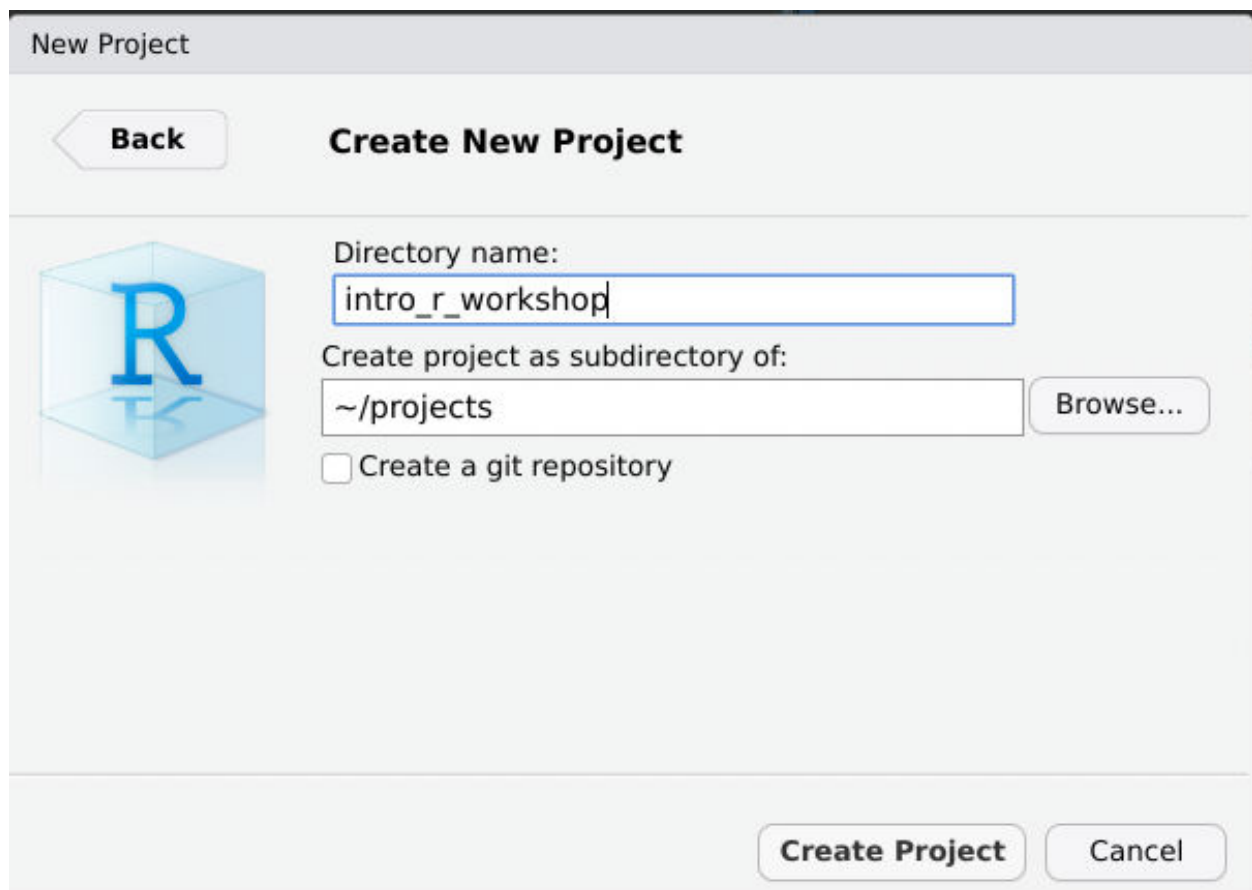 New Project
Back
Create New Project
Directory name:
R
intro_r_workshop
Create project as subdirectory of:
~/projects
Browse...
Create a git repository
Create Project
Cancel